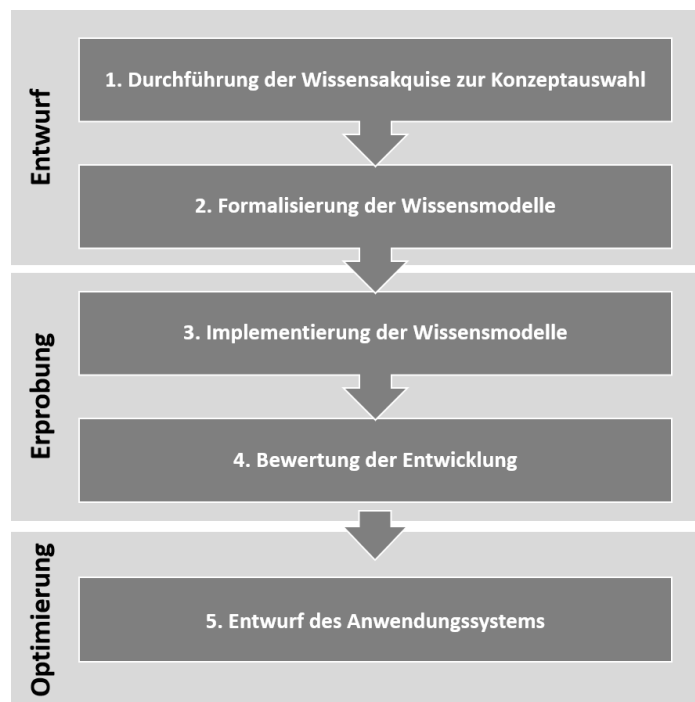 Entwurf
1. Durchführung der Wissensakquise zur Konzeptauswahl
2. Formalisierung der Wissensmodelle
Erprobung
3. Implementierung der Wissensmodelle
4. Bewertung der Entwicklung
Optimierung
5. Entwurf des Anwendungssystems